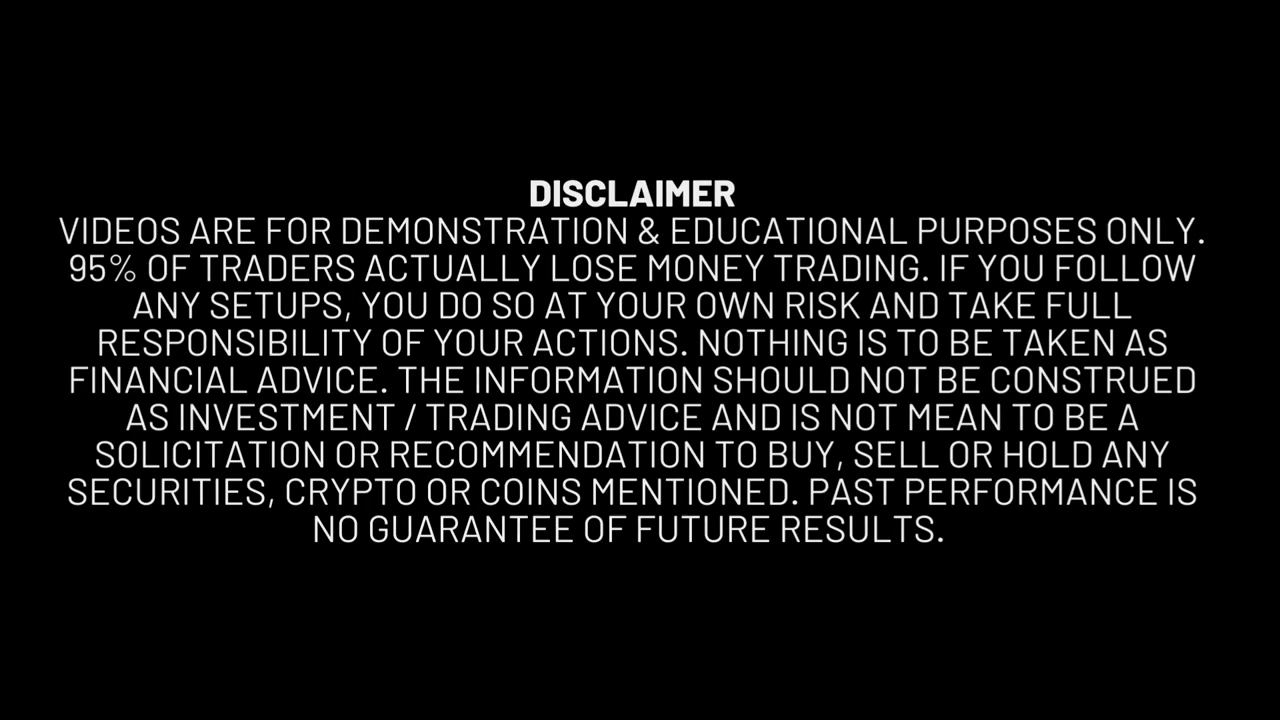 DISCLAIMER
VIDEOS ARE FOR DEMONSTRATION & EDUCATIONAL PURPOSES ONLY.
95% OF TRADERS ACTUALLY LOSE MONEY TRADING. IF YOU FOLLOW
ANY SETUPS, YOU DO SO AT YOUR OWN RISK AND TAKE FULL
RESPONSIBILITY OF YOUR ACTIONS. NOTHING IS TO BE TAKEN AS
FINANCIAL ADVICE. THE INFORMATION SHOULD NOT BE CONSTRUED
AS INVESTMENT / TRADING ADVICE AND IS NOT MEAN TO BE A
SOLICITATION OR RECOMMENDATION TO BUY, SELL OR HOLD ANY
SECURITIES, CRYPTO OR COINS MENTIONED. PAST PERFORMANCE IS
NO GUARANTEE OF FUTURE RESULTS.